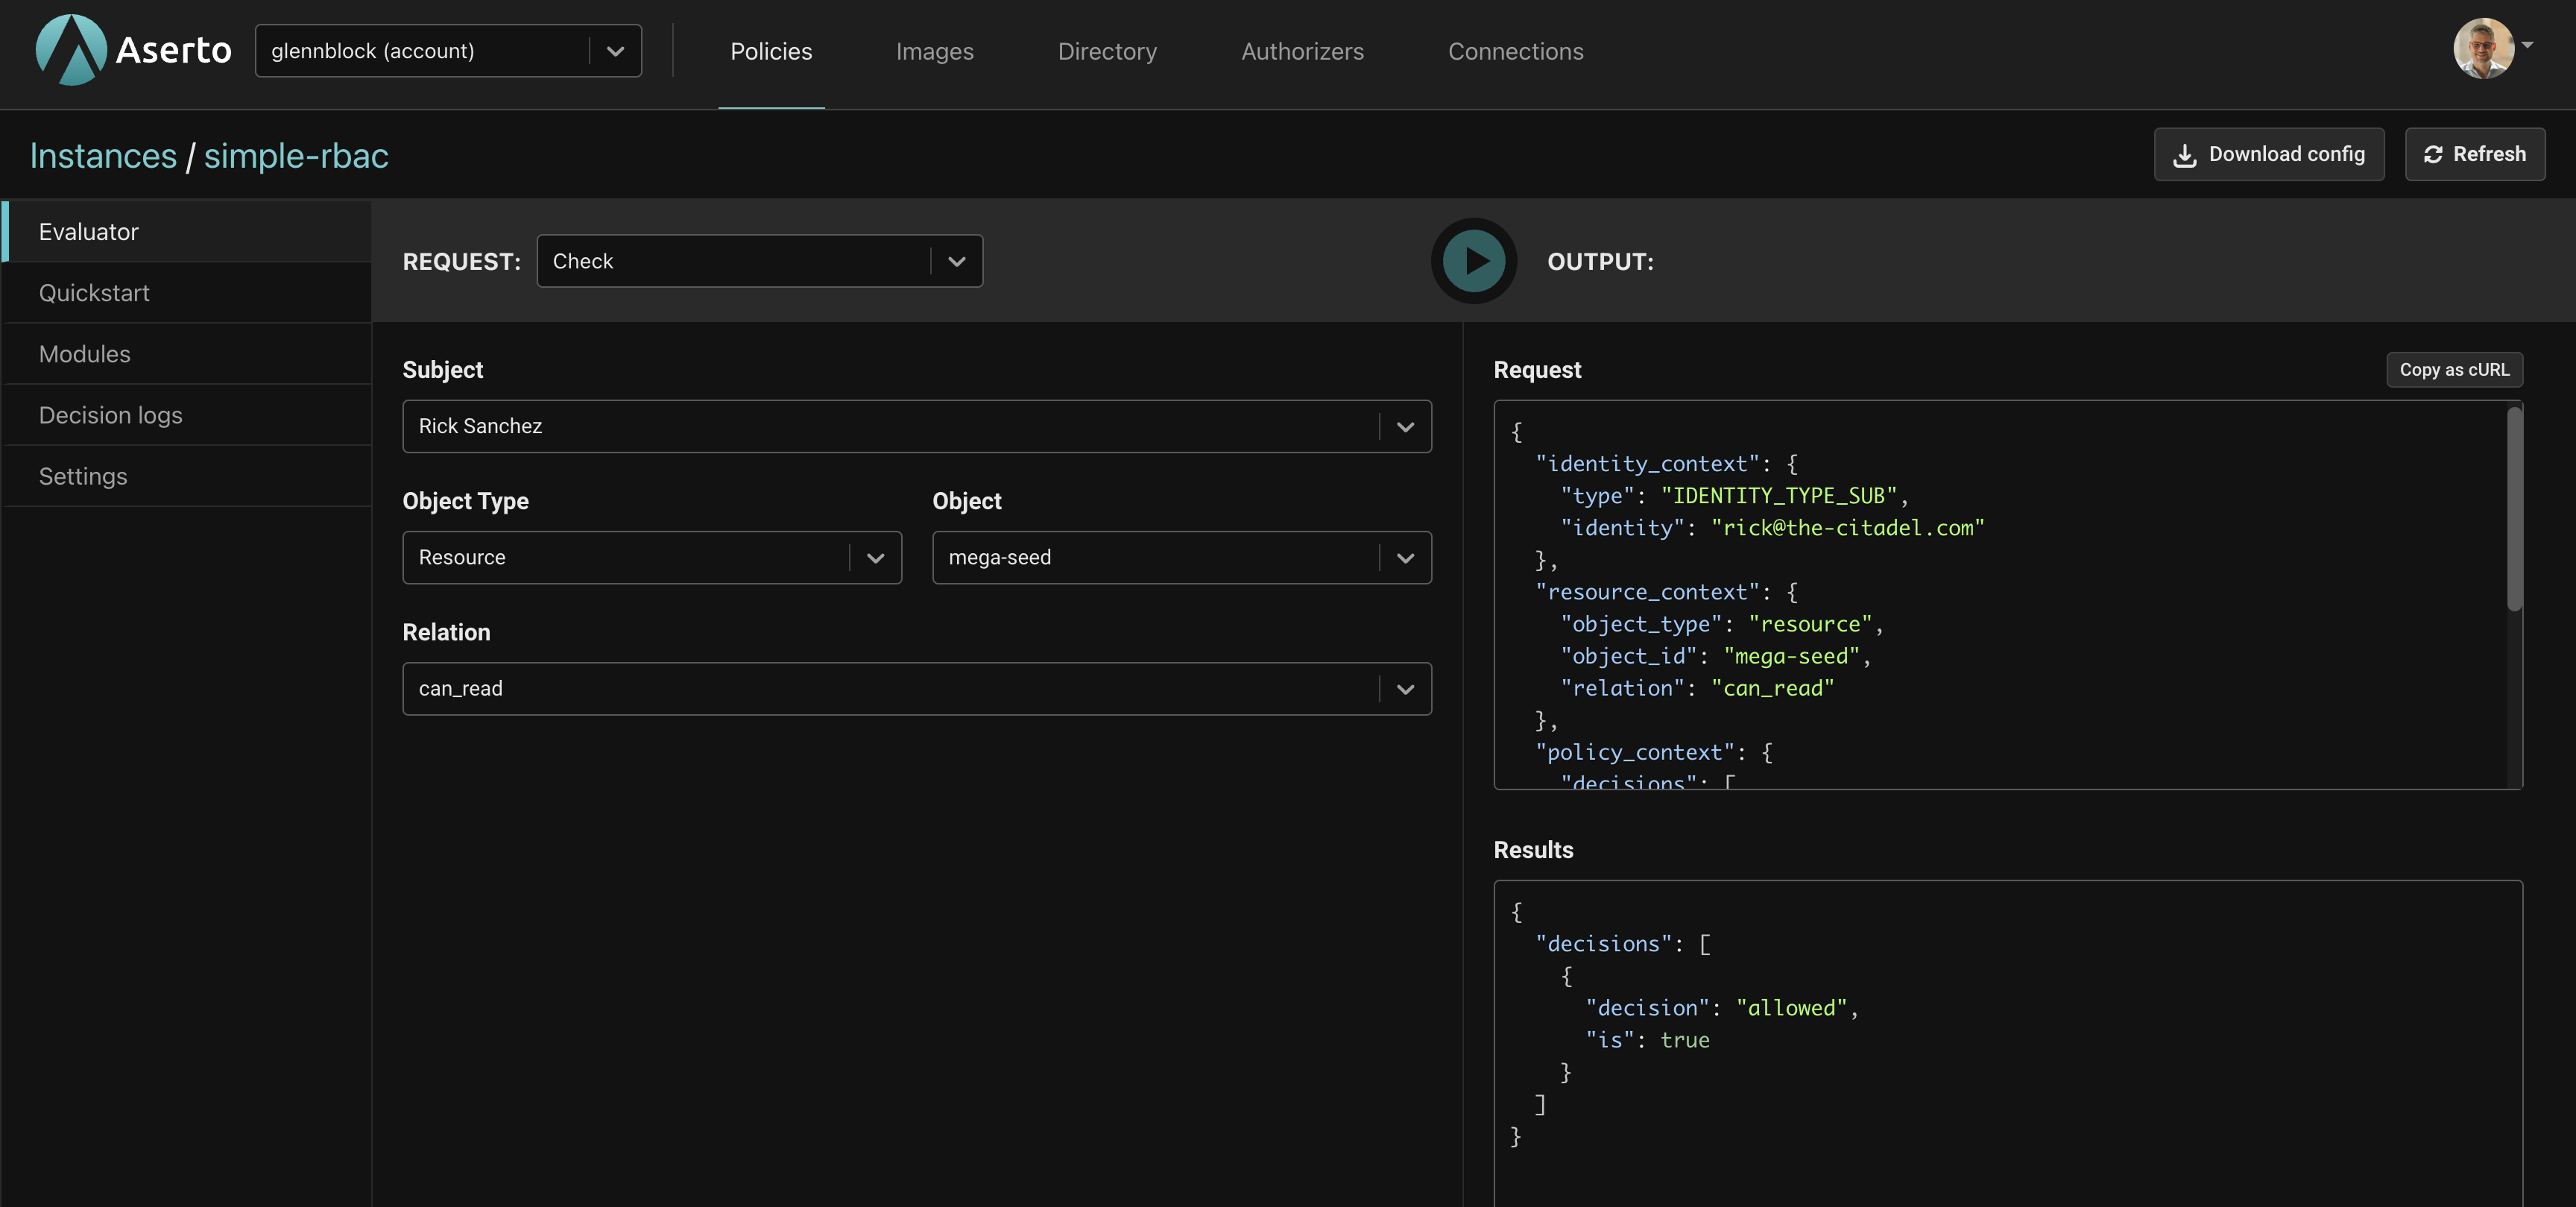 Aserto
glennblock (account)
Policies
Images
Directory
Authorizers
Connections
Instances / simple-rbac
Download config
Refresh
Evaluator
Quickstart
Modules
Decision logs
Settings
REQUEST:
Check
OUTPUT:
Subject
Rick Sanchez
Object Type
Object
Resource
mega-seed
Relation
can_read
Request
Copy as cURL
{
"identity_context": {
"type": "IDENTITY_TYPE_SUB",
"identity": "rick@the-citadel.com"
},
"resource_context": {
"object_type": "resource",
"object_id": "mega-seed",
"relation": "can_read"
},
"policy_context": {
"decisions": [
Results
{
"decisions": [
{
"decision": "allowed",
"is": true
}
]
}